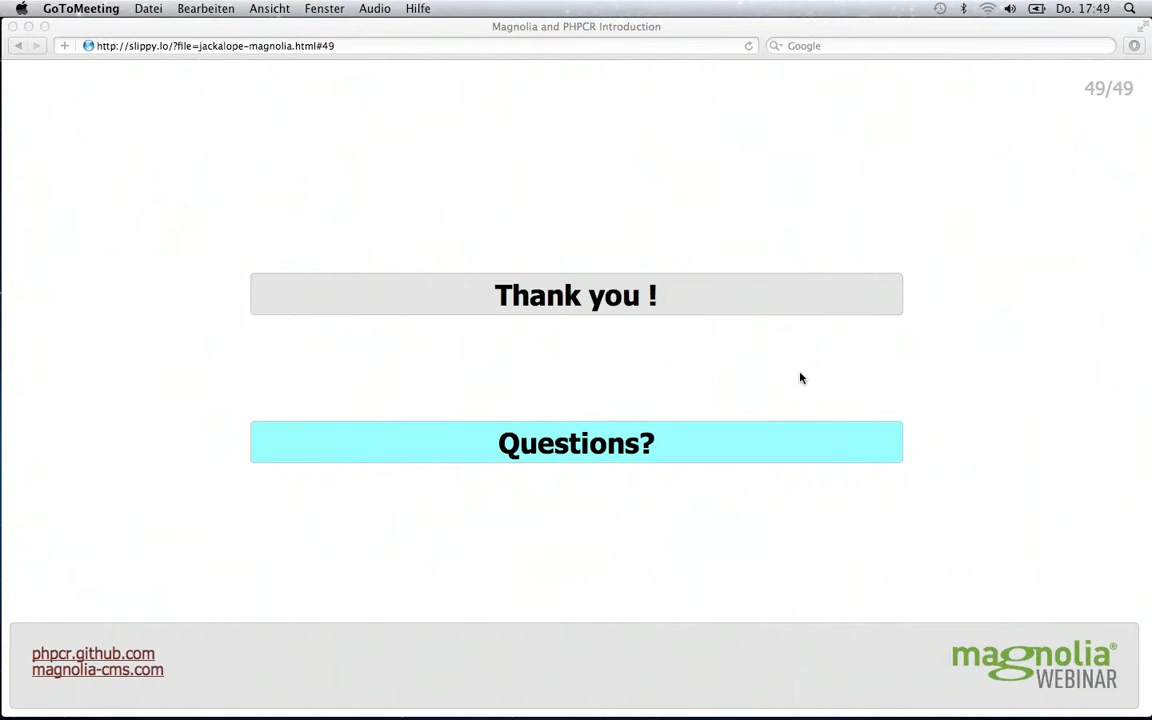 GoToMeeting Datei Bearbeiten Ansicht Fenster Audio Hilfe Do. 17:49
Magnolia and PHPCR Introduction
http://slippy.lo/?file=jackalope-magnolia.html#49 Google
49/49
Thank you !
Questions?
phpcr.github.com
magnolia-cms.com
magnolia®
WEBINAR